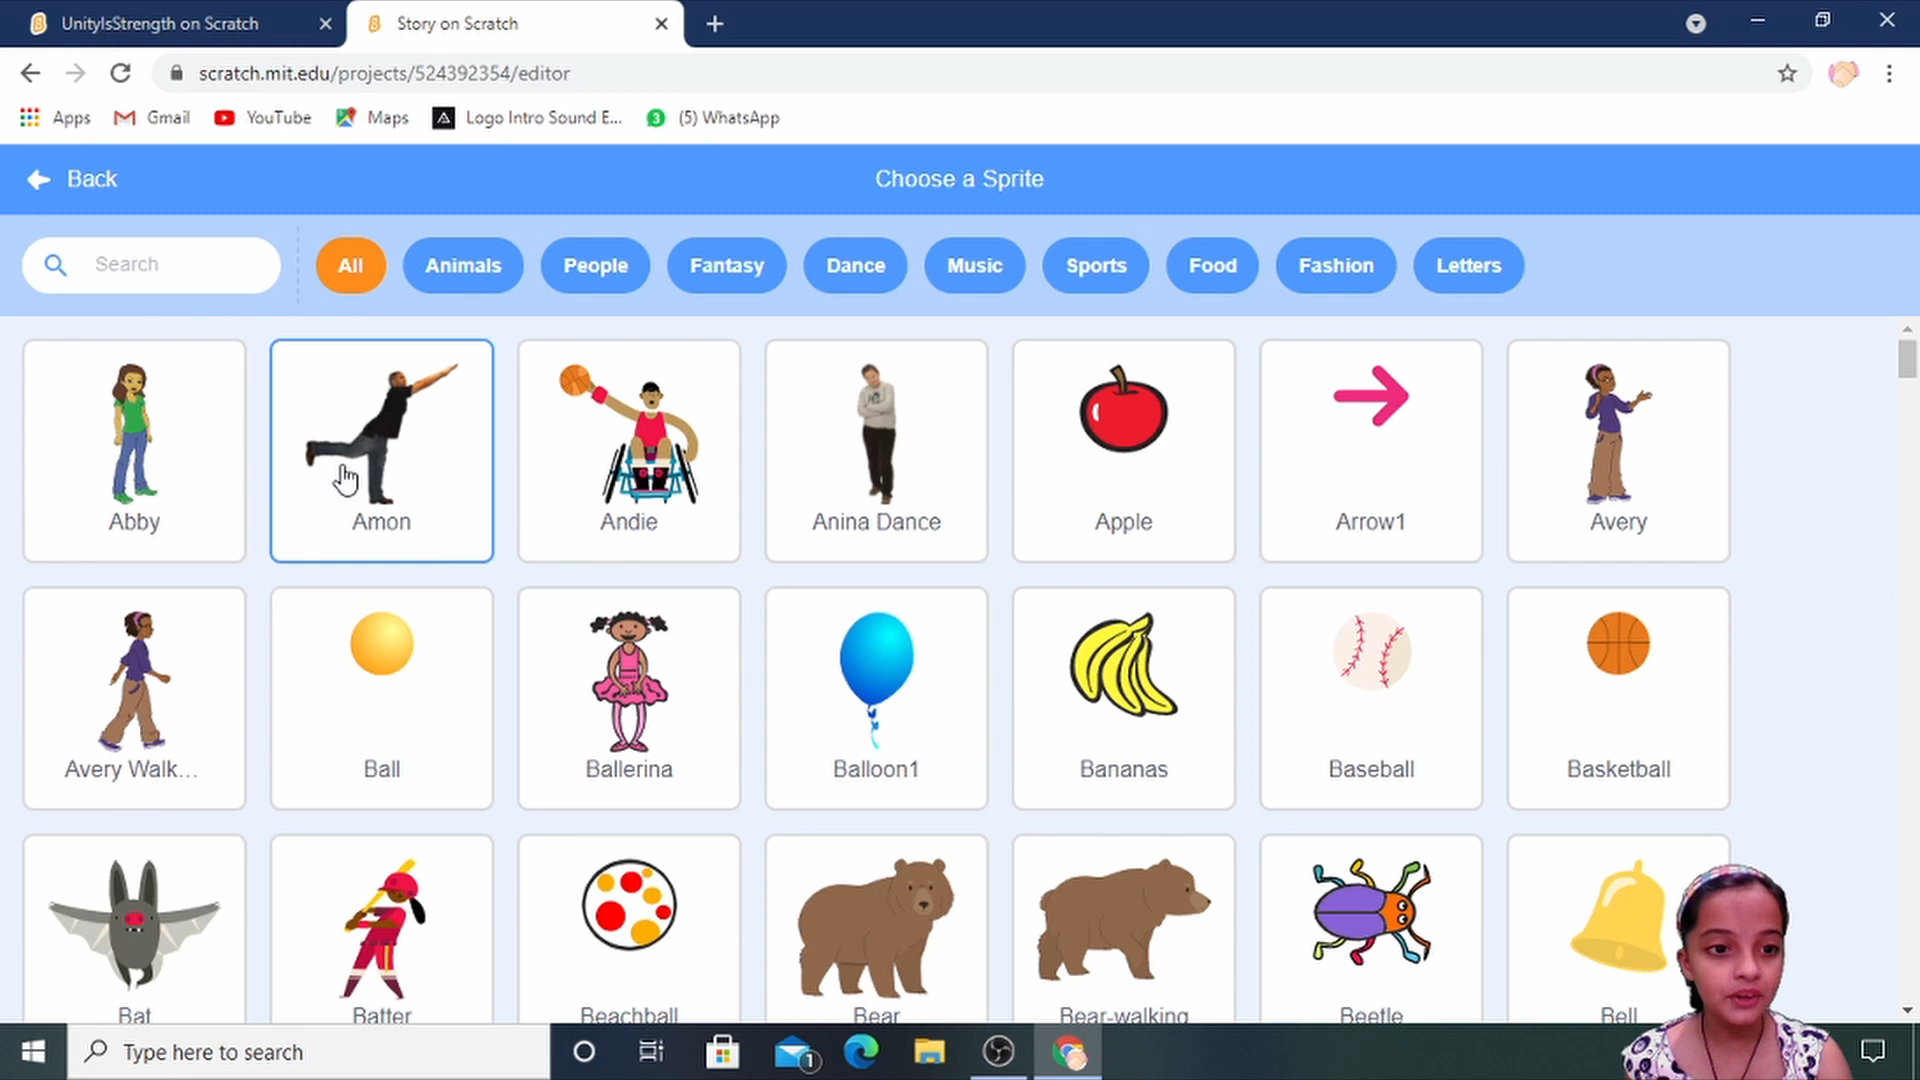 UnityIsStrength on Scratch
Story on Scratch
scratch.mit.edu/projects/524392354/editor
Apps
Gmail
YouTube
Maps
Logo Intro Sound E...
3
(5) WhatsApp
Back
Choose a Sprite
Search
All
Animals
People
Fantasy
Dance
Music
Sports
Food
Fashion
Letters
Abby
Amon
Andie
Anina Dance
Apple
Arrow1
Avery
Avery Walk...
Ball
Ballerina
Balloon1
Bananas
Baseball
Basketball
Bat
Batter
Beachball
Bear
Bear-walking
Beetle
Bell
Type here to search
1